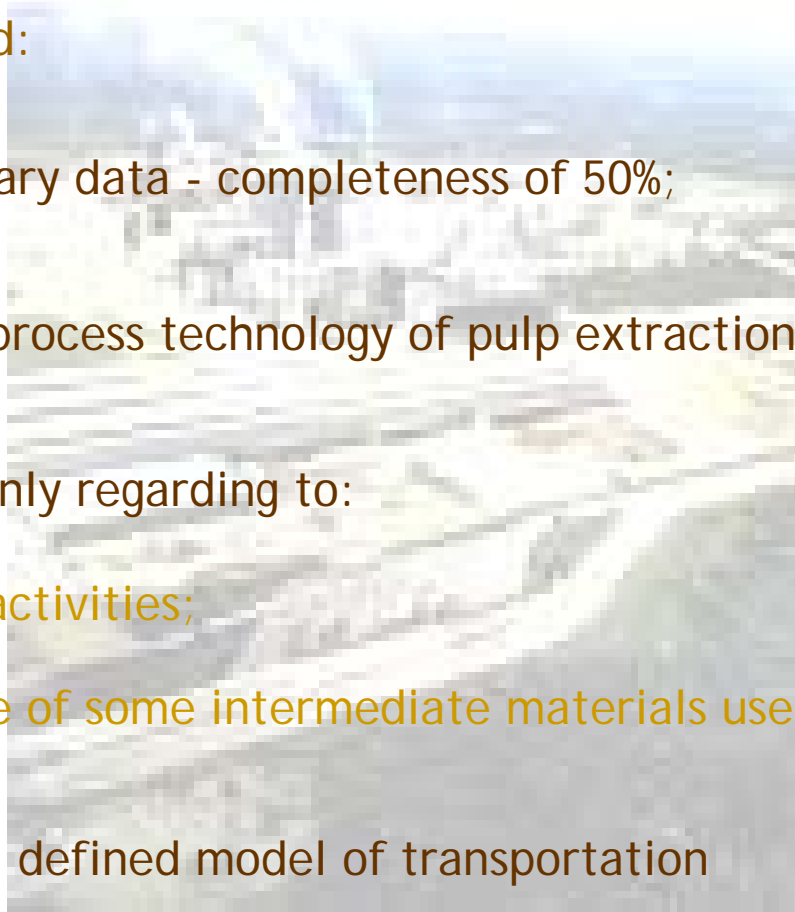 d:
ary data - completeness of 50%;
process technology of pulp extraction
nly regarding to:
activities;
e of some intermediate materials use
defined model of transportation